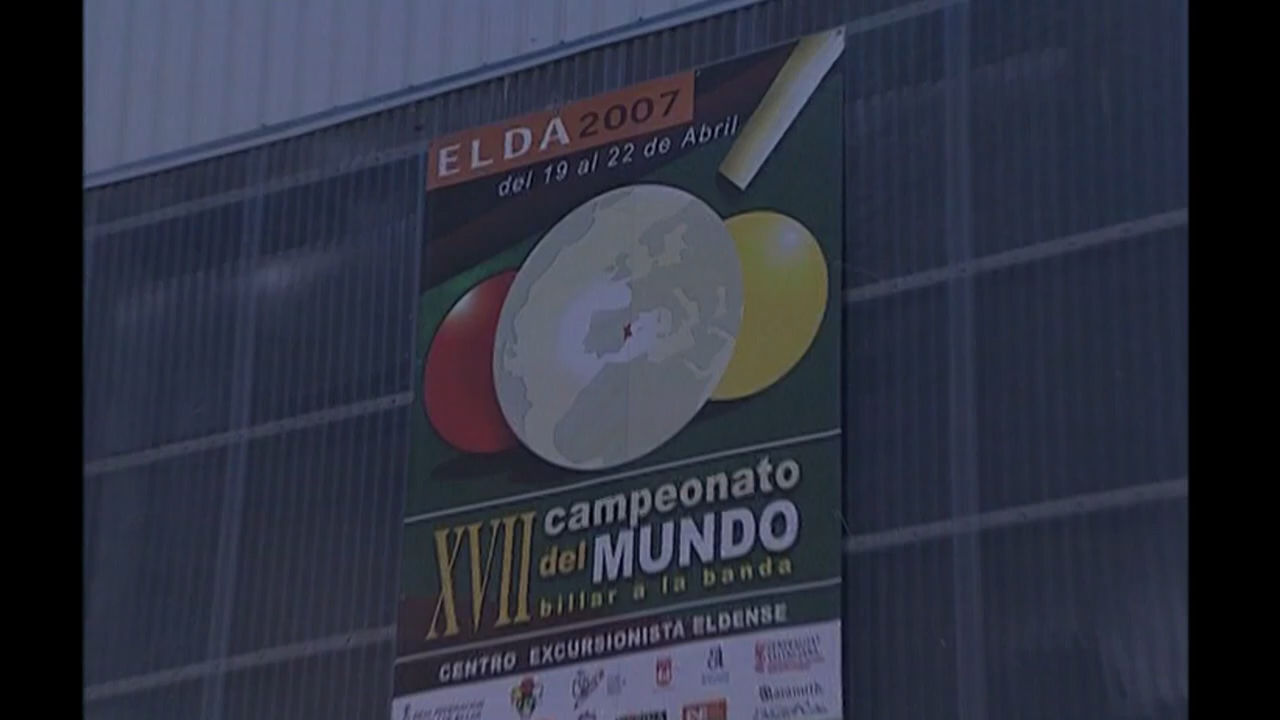 ELDA 2007
del 19 al 22 de Abril
XVII campeonato
del MUNDO
billar a la banda
CENTRO EXCURSIONISTA ELDENSE